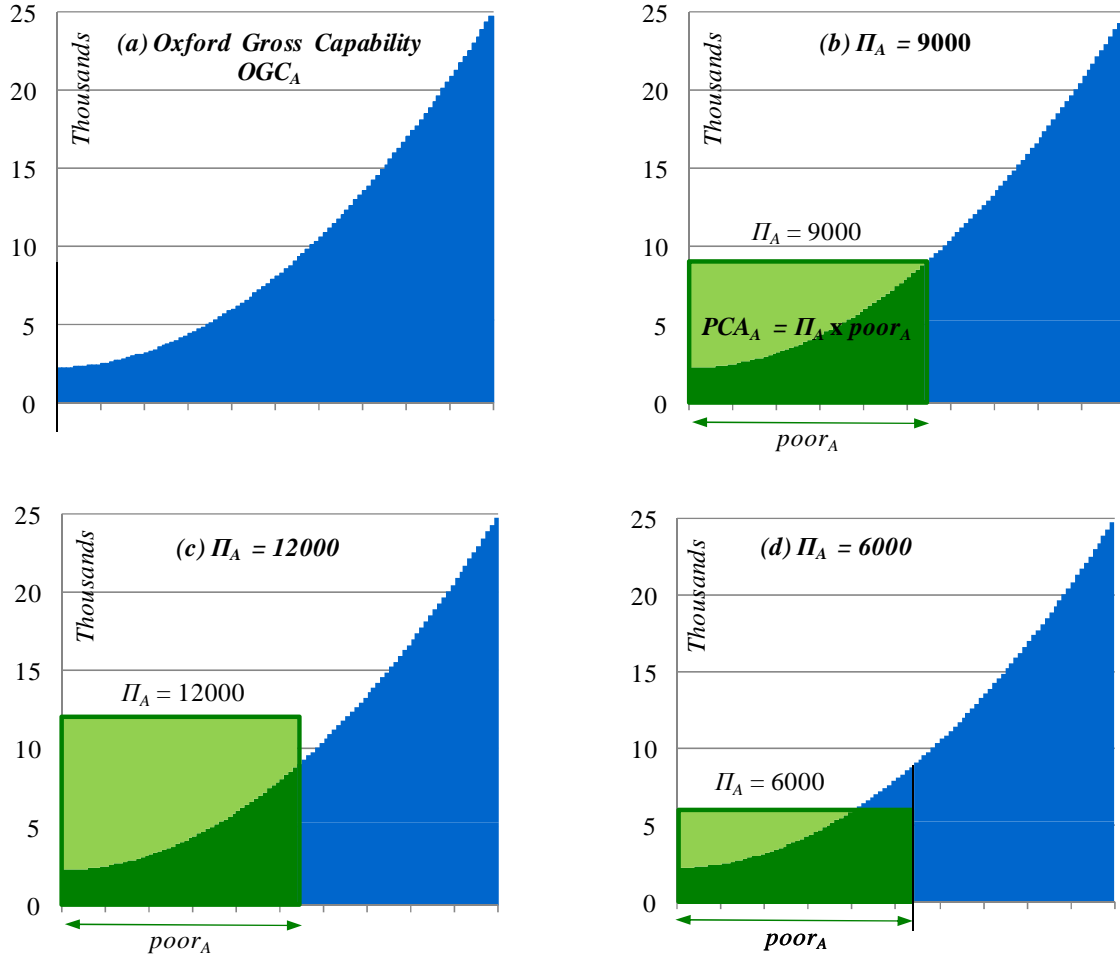 (a) Oxford Gross Capability
OGC_A
Thousands
25
20
15
10
5
0
(b) Π_A = 9000
Thousands
25
20
15
10
5
0
Π_A = 9000
PCA_A = Π_A x poor_A
poor_A
(c) Π_A = 12000
Thousands
25
20
15
10
5
0
Π_A = 12000
poor_A
(d) Π_A = 6000
Thousands
25
20
15
10
5
0
Π_A = 6000
poor_A